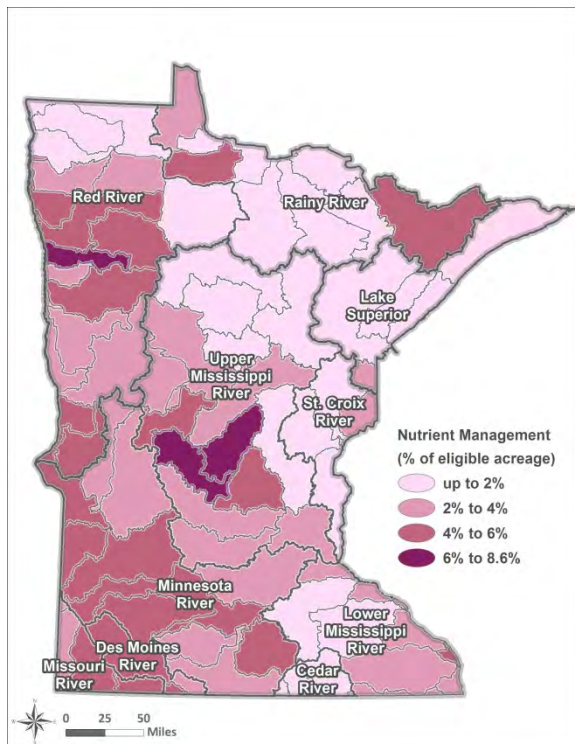 Red River
Rainy River
Lake
Superior
Upper
Mississippi
River
St. Croix
River
Nutrient Management
(% of eligible acreage)
up to 2%
2% to 4%
4% to 6%
6% to 8.6%
Minnesota
River
Lower
Mississippi
River
Des Moines
River
Missouri
River
Cedar
River
N
W
E
S
0 25 50
Miles